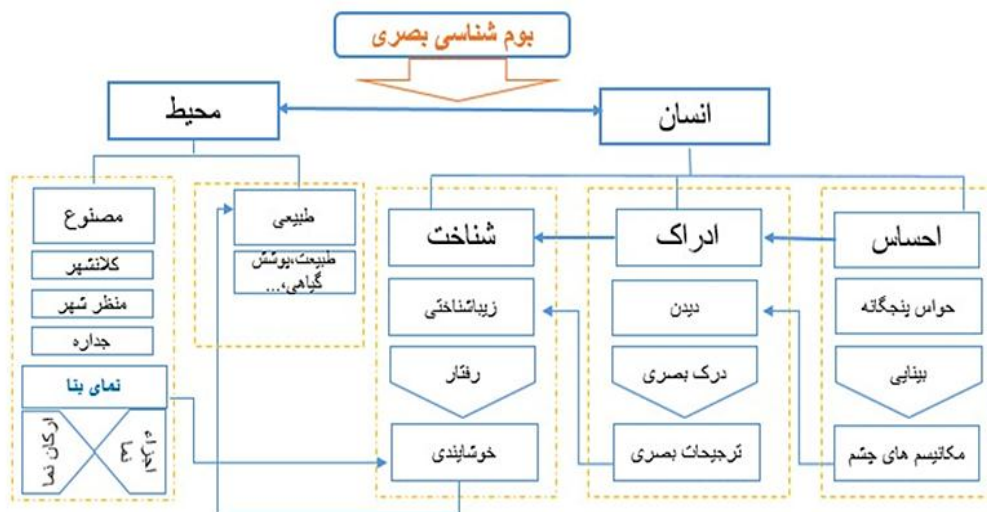 بوم شناسی بصری
انسان
محیط
احساس
حواس پنجگانه
بینایی
مکانیسم های چشم
ادراک
دیدن
درک بصری
ترجیحات بصری
شناخت
زیباشناختی
رفتار
خوشایندی
طبیعی
طبیعت،پوشش
گیاهی،...
مصنوع
کلانشهر
منظر شهر
جداره
نمای بنا
اجزاء
نما
ارکان نما